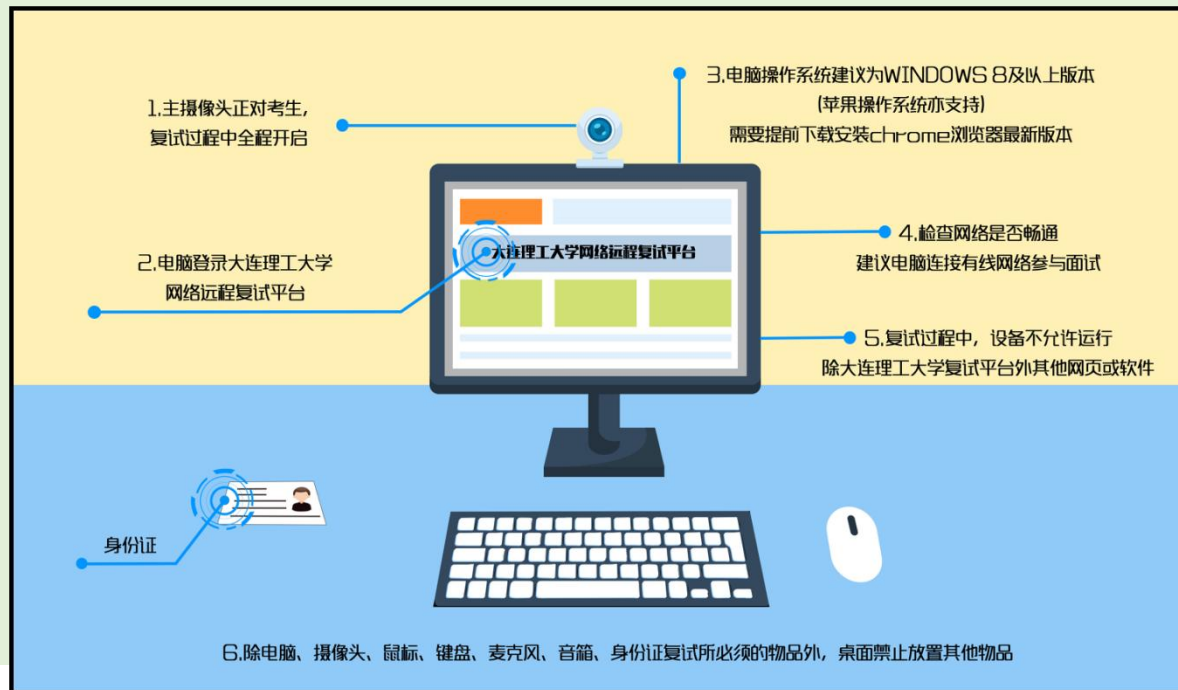 1.主摄像头正对考生，
复试过程中全程开启
2.电脑登录大连理工大学
网络远程复试平台
3.电脑操作系统建议为WINDOWS 8及以上版本
(苹果操作系统亦支持)
需要提前下载安装chrome浏览器最新版本
大连理工大学网络远程复试平台
4.检查网络是否畅通
建议电脑连接有线网络参与面试
5.复试过程中，设备不允许运行
除大连理工大学复试平台外其他网页或软件
身份证
6.除电脑、摄像头、鼠标、键盘、麦克风、音箱、身份证复试所必须的物品外，桌面禁止放置其他物品